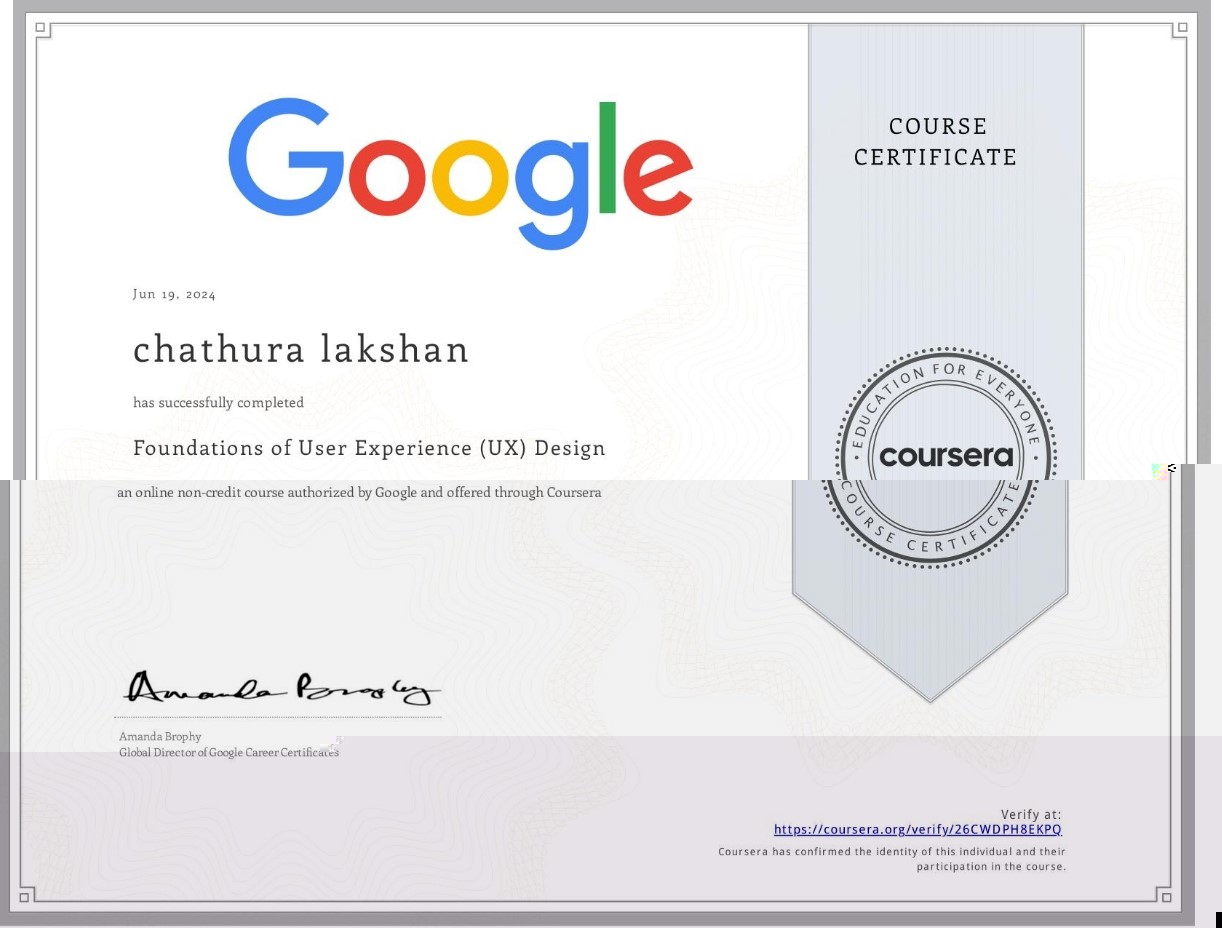 Google
COURSE
CERTIFICATE
Jun 19, 2024
chathura lakshan
has successfully completed
Foundations of User Experience (UX) Design
an online non-credit course authorized by Google and offered through Coursera
EDUCATION FOR EVERYONE
coursera
COURSE CERTIFICATE
Amanda Brophy
Amanda Brophy
Global Director of Google Career Certificates
Verify at:
https://coursera.org/verify/26CWDPH8EKPQ
Coursera has confirmed the identity of this individual and their
participation in the course.